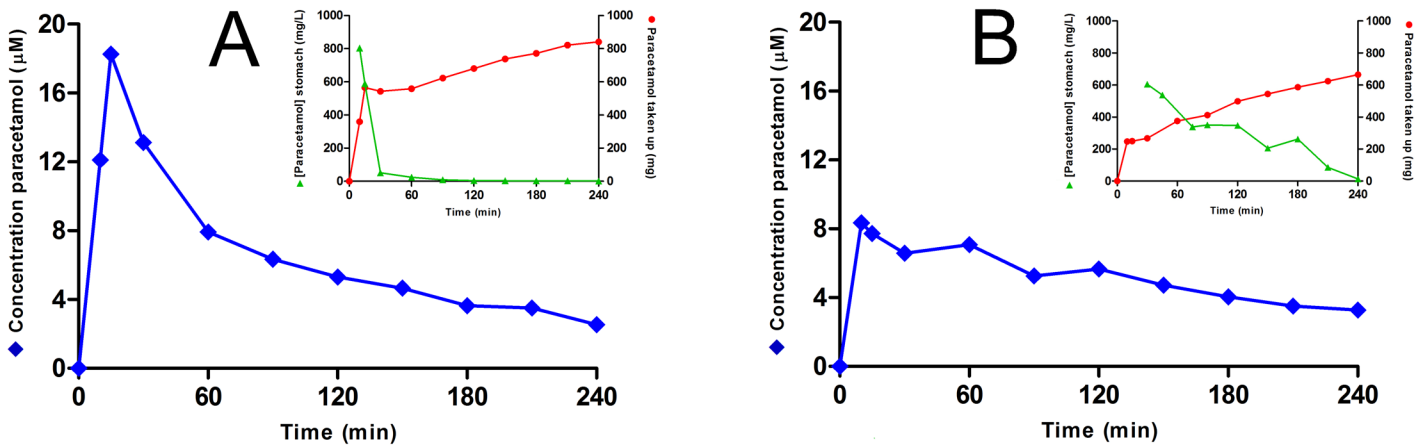 A
20
16
12
8
4
0
0 60 120 180 240
Concentration paracetamol (μM)
Time (min)
1000
800
600
400
200
0
1000
800
600
400
200
0
0 60 120 180 240
[Paracetamol] stomach (mg/L)
Paracetamol taken up (mg)
Time (min)
B
20
16
12
8
4
0
0 60 120 180 240
Concentration paracetamol (μM)
Time (min)
1000
800
600
400
200
0
1000
800
600
400
200
0
0 60 120 180 240
[Paracetamol] stomach (mg/L)
Paracetamol taken up (mg)
Time (min)